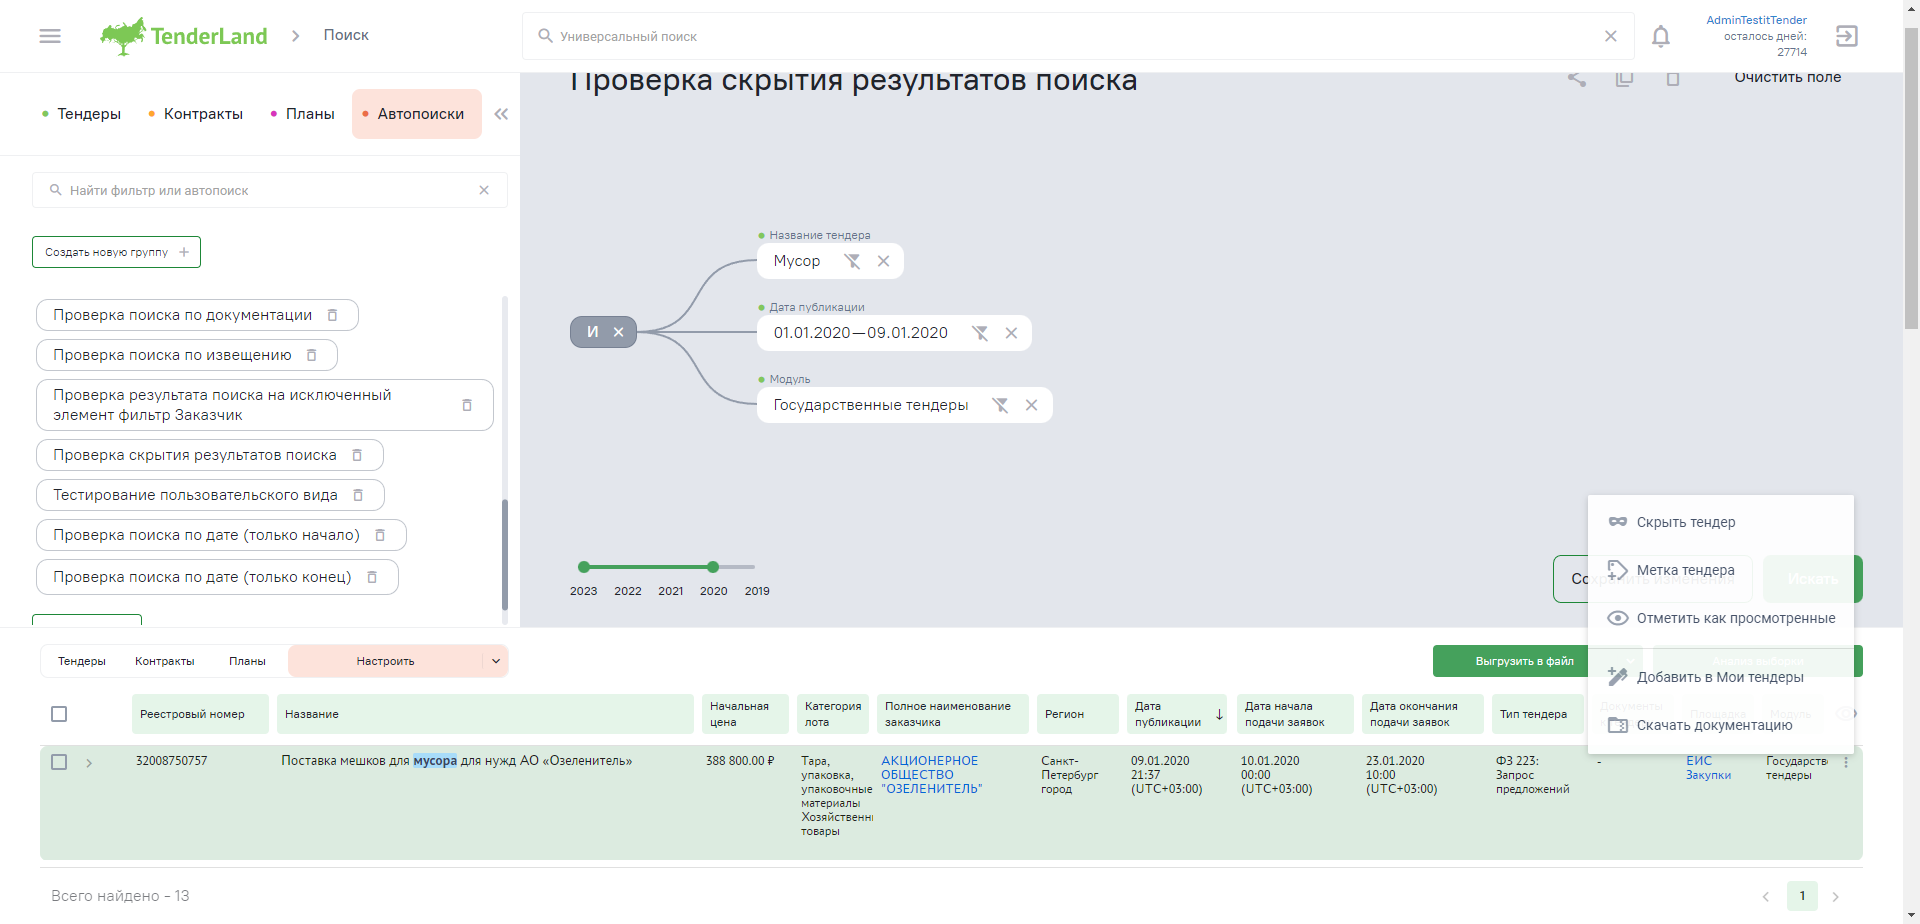 TenderLand
Поиск
Универсальный поиск
AdminTestitTender
осталось дней:
27714
Тендеры
Контракты
Планы
Автопоиски
Проверка скрытия результатов поиска
Очистить поле
Найти фильтр или автопоиск
Создать новую группу
Проверка поиска по документации
Проверка поиска по извещению
Проверка результата поиска на исключенный
элемент фильтр Заказчик
Проверка скрытия результатов поиска
Тестирование пользовательского вида
Проверка поиска по дате (только начало)
Проверка поиска по дате (только конец)
Название тендера
Мусор
Дата публикации
И
01.01.2020—09.01.2020
Модуль
Государственные тендеры
2023 2022 2021 2020 2019
Сохранить изменения
Искать
Скрыть тендер
Метка тендера
Отметить как просмотренные
Добавить в Мои тендеры
Скачать документацию
Тендеры
Контракты
Планы
Настроить
Выгрузить в файл
Анализ выборки
Реестровый номер
Название
Начальная
цена
Категория
лота
Полное наименование
заказчика
Регион
Дата
публикации
Дата начала
подачи заявок
Дата окончания
подачи заявок
Тип тендера
Документы
Площадка
Модуль
32008750757
Поставка мешков для мусора для нужд АО «Озеленитель»
388 800.00 ₽
Тара,
упаковка,
упаковочные
материалы
Хозяйственн
товары
АКЦИОНЕРНОЕ
ОБЩЕСТВО
"ОЗЕЛЕНИТЕЛЬ"
Санкт-
Петербург
город
09.01.2020
21:37
(UTC+03:00)
10.01.2020
00:00
(UTC+03:00)
23.01.2020
10:00
(UTC+03:00)
ФЗ 223:
Запрос
предложений
-
ЕИС
Закупки
Государств
тендеры
Всего найдено - 13
1